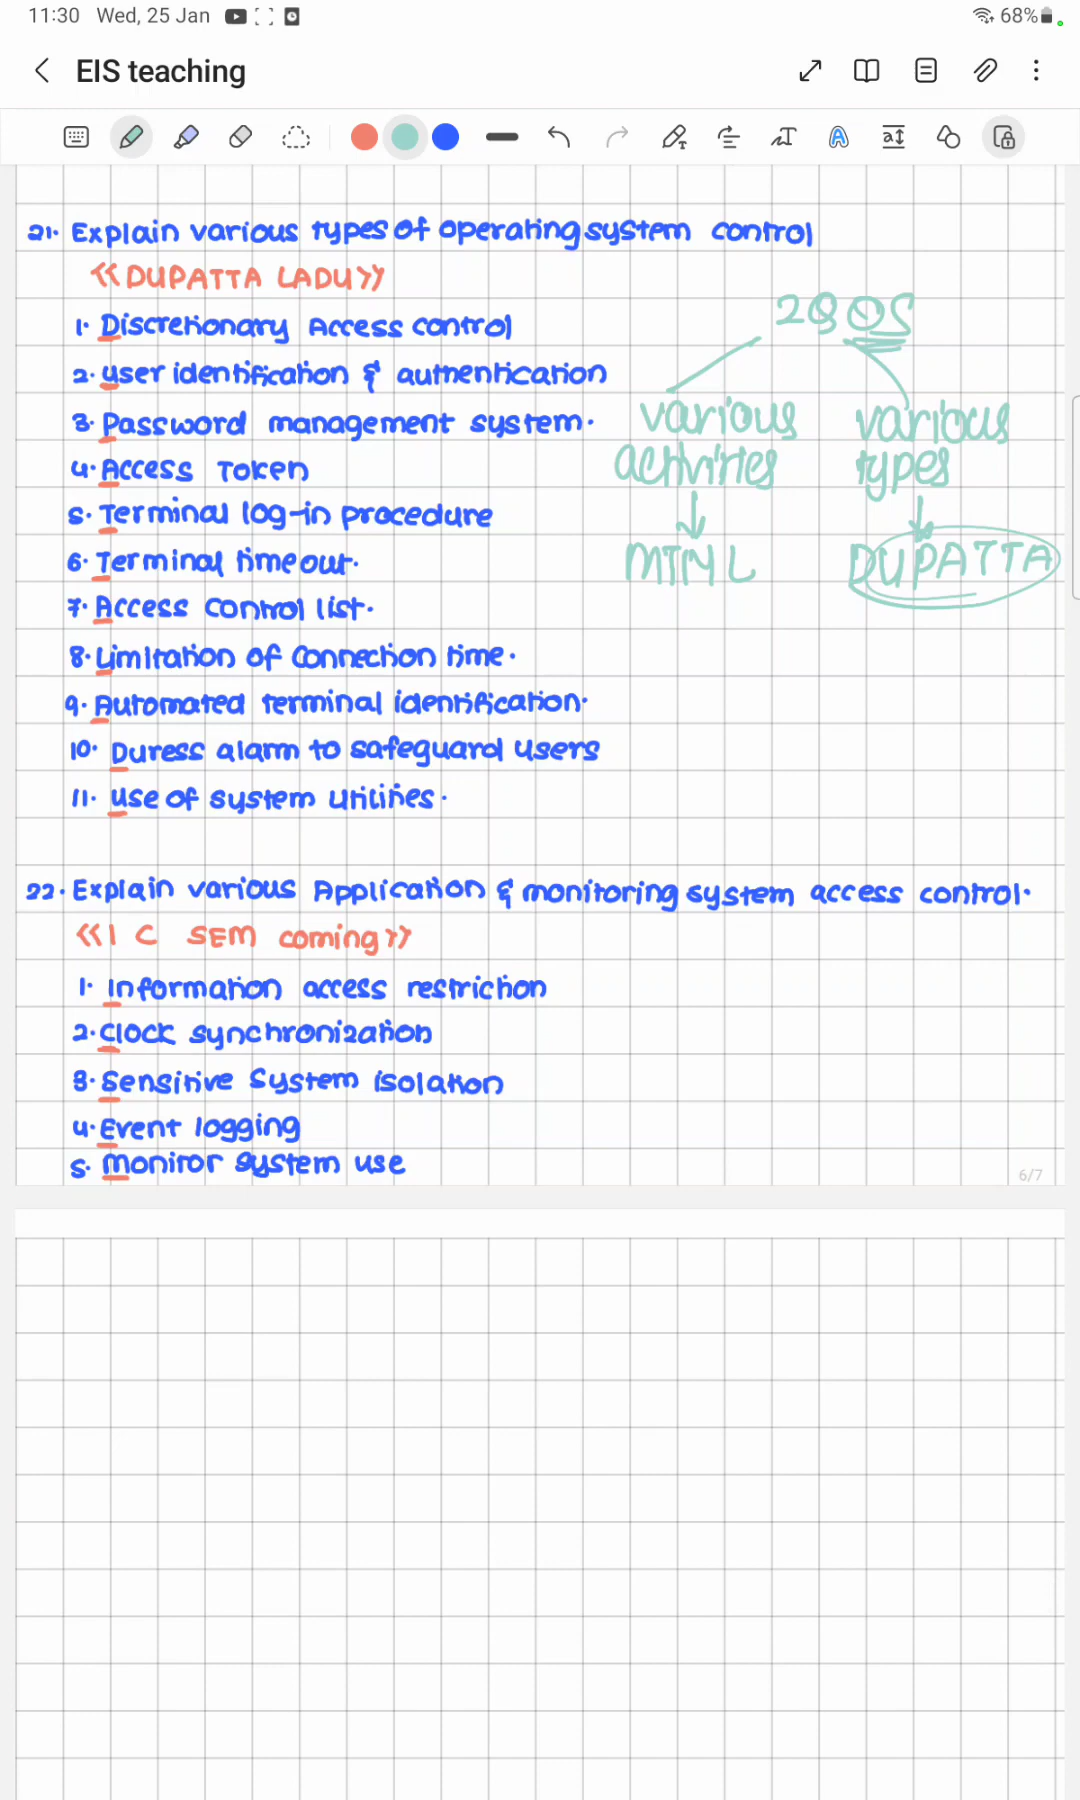 11:30 Wed, 25 Jan
68%
EIS teaching
21. Explain various types of operating system control
<<DUPATTA LADU>>
1. Discretionary Access control
2. user identification & authentication
3. Password management system.
4. Access Token
5. Terminal log-in procedure
6. Terminal time out.
7. Access control list.
8. Limitation of connection time.
9. Automated terminal identification.
10. Duress alarm to safeguard users
11. use of system utilities.
2Q OS
various activities
various types
MTNL
DUPATTA
22. Explain various Application & monitoring system access control.
<<I C SEM coming>>
1. Information access restriction
2. Clock synchronization
3. Sensitive System isolation
4. Event logging
5. monitor system use
6/7